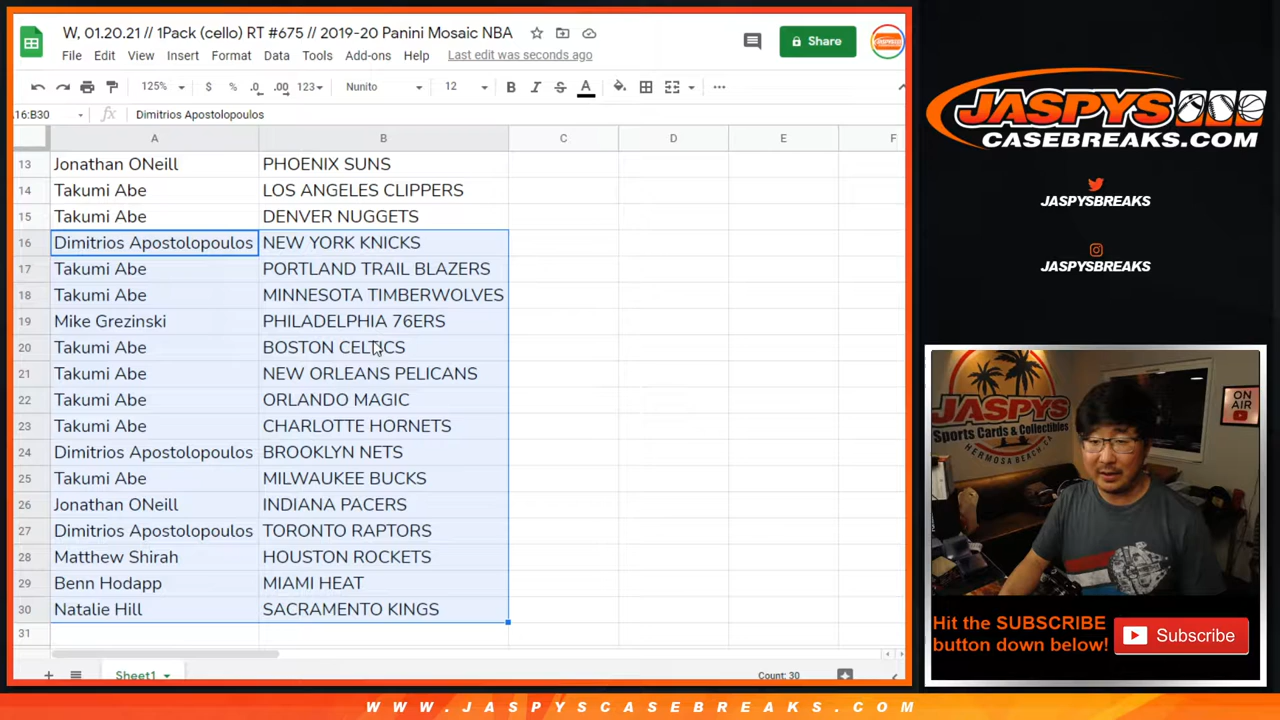 W, 01.20.21 // 1Pack (cello) RT #675 // 2019-20 Panini Mosaic NBA
File Edit View Insert Format Data Tools Add-ons Help Last edit was seconds ago
Share
125% $ % .0 .00 123 Nunito 12 B I S A
16:B30 fx Dimitrios Apostolopoulos
A B C D E F
13 Jonathan ONeill PHOENIX SUNS
14 Takumi Abe LOS ANGELES CLIPPERS
15 Takumi Abe DENVER NUGGETS
16 Dimitrios Apostolopoulos NEW YORK KNICKS
17 Takumi Abe PORTLAND TRAIL BLAZERS
18 Takumi Abe MINNESOTA TIMBERWOLVES
19 Mike Grezinski PHILADELPHIA 76ERS
20 Takumi Abe BOSTON CELTICS
21 Takumi Abe NEW ORLEANS PELICANS
22 Takumi Abe ORLANDO MAGIC
23 Takumi Abe CHARLOTTE HORNETS
24 Dimitrios Apostolopoulos BROOKLYN NETS
25 Takumi Abe MILWAUKEE BUCKS
26 Jonathan ONeill INDIANA PACERS
27 Dimitrios Apostolopoulos TORONTO RAPTORS
28 Matthew Shirah HOUSTON ROCKETS
29 Benn Hodapp MIAMI HEAT
30 Natalie Hill SACRAMENTO KINGS
31
Sheet1 Count: 30
JASPYS
CASEBREAKS.COM
JASPYSBREAKS
JASPYSBREAKS
JASPYS
Sports Cards & Collectibles
HERMOSA BEACH, CA
ON AIR
Hit the SUBSCRIBE
button down below!
Subscribe
WWW.JASPYSCASEBREAKS.COM